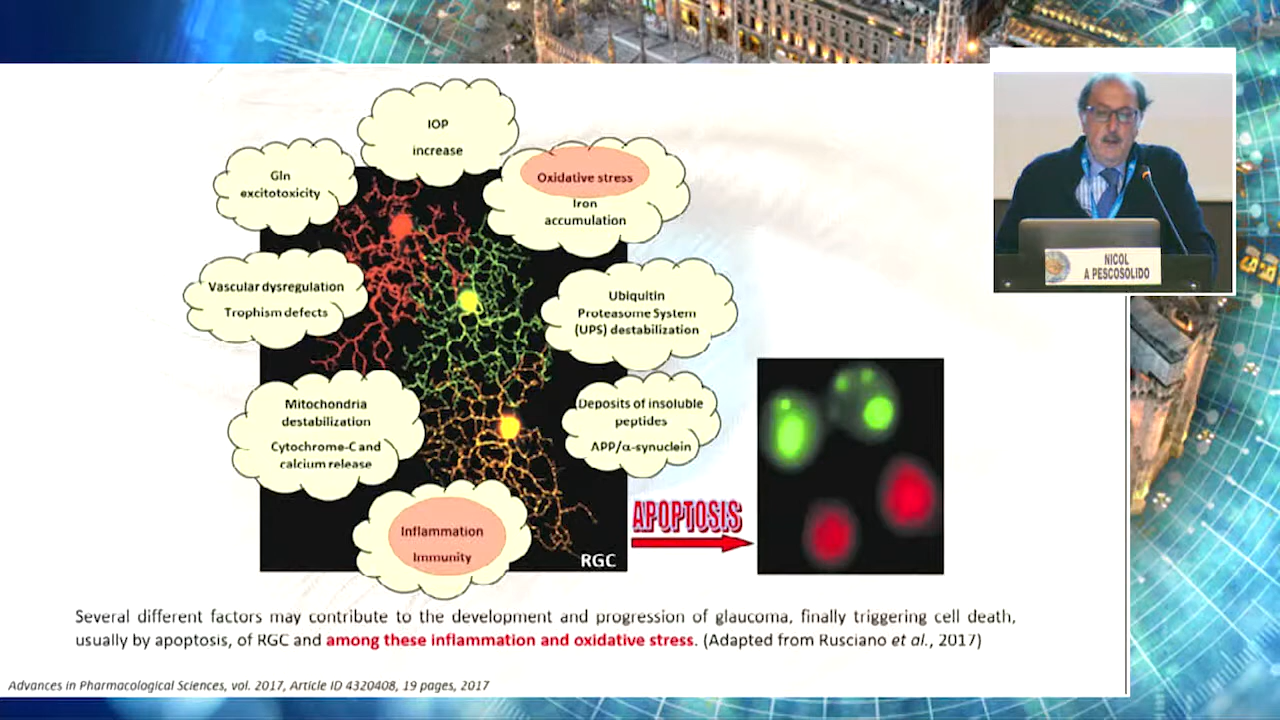 IOP
increase
Gln
excitotoxicity
Oxidative stress
Iron
accumulation
Vascular dysregulation
Trophism defects
Ubiquitin
Proteasome System
(UPS) destabilization
Mitochondria
destabilization
Cytochrome-C and
calcium release
Deposits of insoluble
peptides
APP/α-synuclein
Inflammation
Immunity
RGC
APOPTOSIS
NICOL
A PESCOSOLIDO
Several different factors may contribute to the development and progression of glaucoma, finally triggering cell death,
usually by apoptosis, of RGC and among these inflammation and oxidative stress. (Adapted from Rusciano et al., 2017)
Advances in Pharmacological Sciences, vol. 2017, Article ID 4320408, 19 pages, 2017